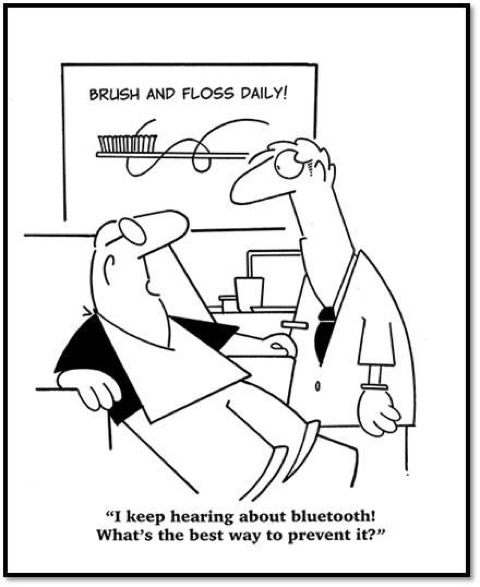 BRUSH AND FLOSS DAILY!
“I keep hearing about bluetooth!
What’s the best way to prevent it?”